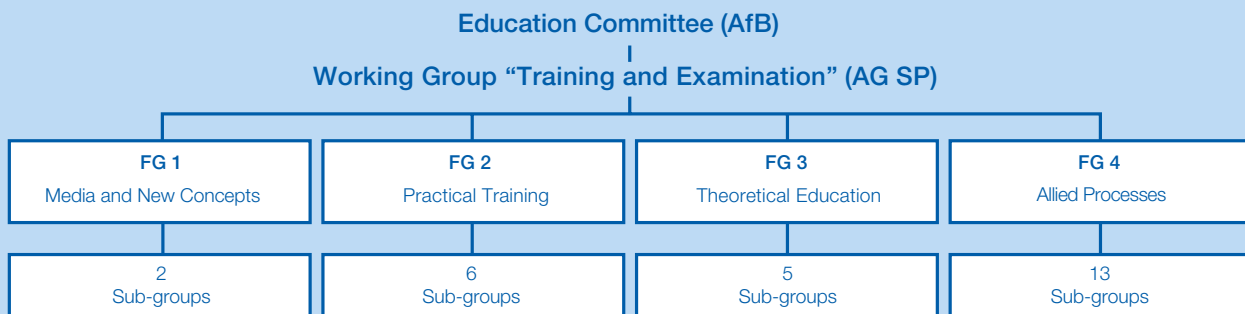 Education Committee (AfB)
Working Group “Training and Examination” (AG SP)
FG 1
Media and New Concepts
FG 2
Practical Training
FG 3
Theoretical Education
FG 4
Allied Processes
2
Sub-groups
6
Sub-groups
5
Sub-groups
13
Sub-groups